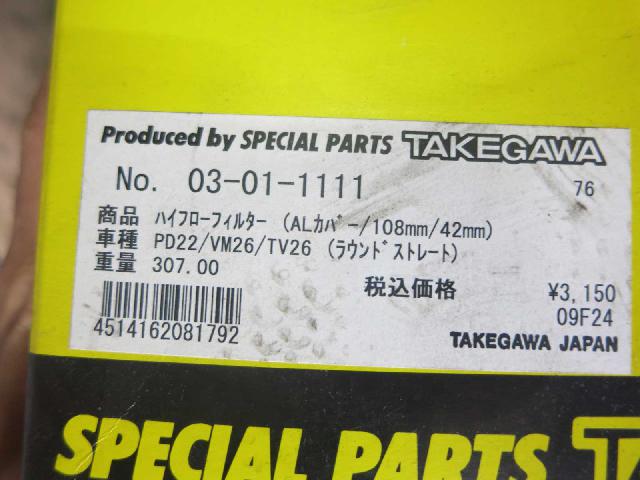 Produced by SPECIAL PARTS TAKEGAWA
No. 03-01-1111 76
商品 ハイフローフィルター (ALカバー/108mm/42mm)
車種 PD22/VM26/TV26 (ラウンドストレート)
重量 307.00
税込価格 ¥3,150
4514162081792 09F24
TAKEGAWA JAPAN
SPECIAL PARTS T